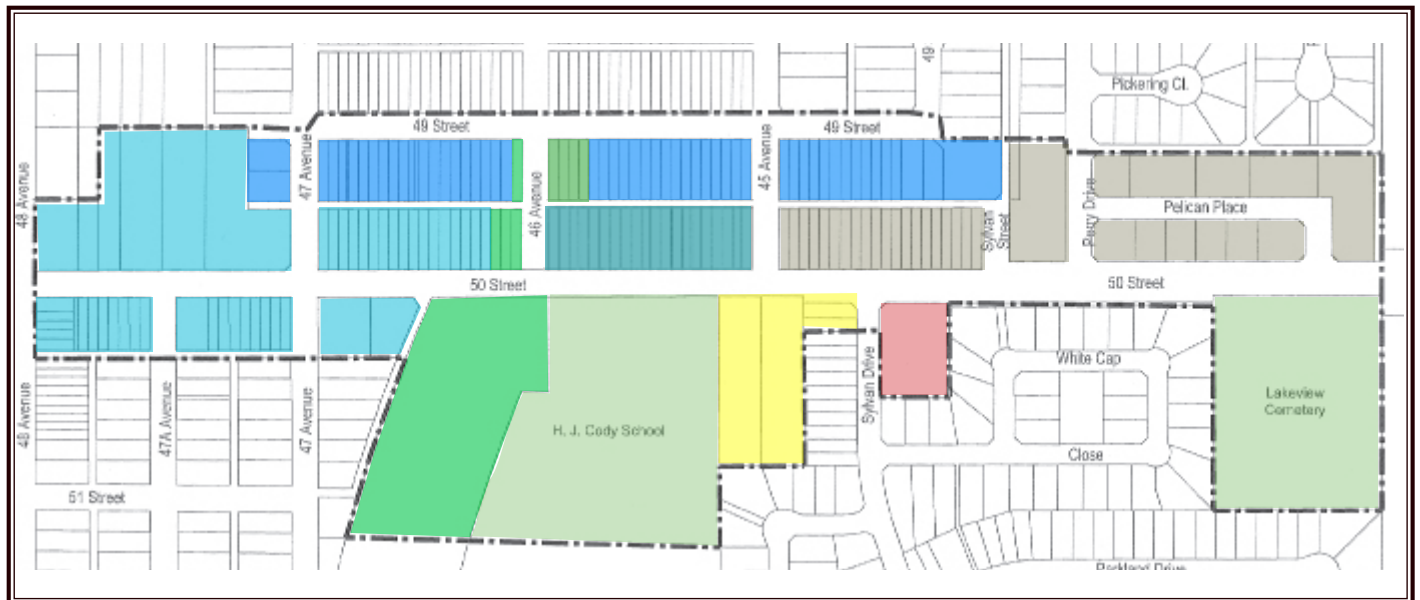 49
Pickering Cl.
49 Street
49 Street
48 Avenue
47 Avenue
46 Avenue
45 Avenue
Sylvan
Street
Perry Drive
Pelican Place
50 Street
50 Street
White Cap
Sylvan Drive
Lakeview
Cemetery
48 Avenue
47A Avenue
47 Avenue
H. J. Cody School
Close
51 Street
Parkland Drive